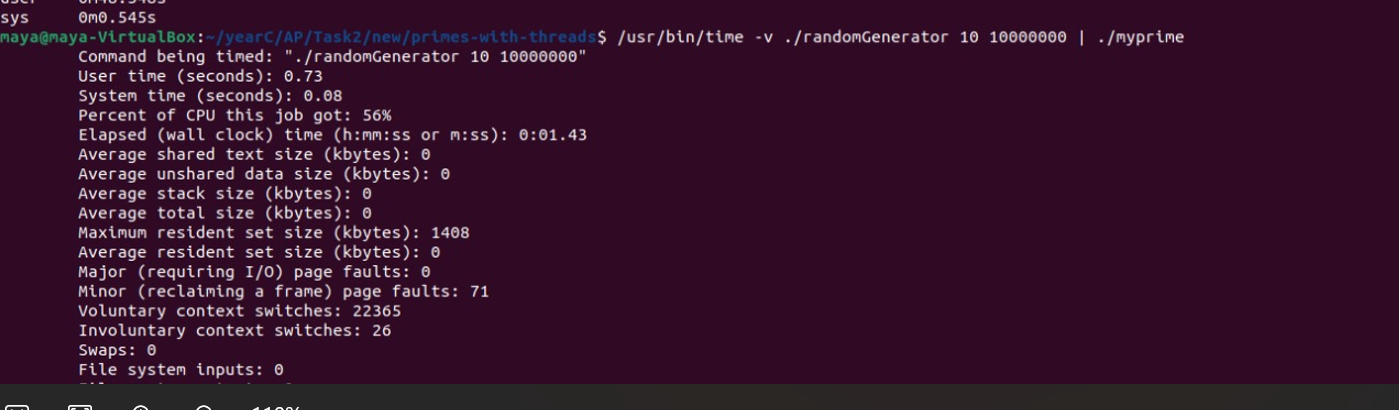 sys     0m0.545s
maya@maya-VirtualBox:~/yearC/AP/Task2/new/primes-with-threads$ /usr/bin/time -v ./randomGenerator 10 10000000 | ./myprime
Command being timed: "./randomGenerator 10 10000000"
User time (seconds): 0.73
System time (seconds): 0.08
Percent of CPU this job got: 56%
Elapsed (wall clock) time (h:mm:ss or m:ss): 0:01.43
Average shared text size (kbytes): 0
Average unshared data size (kbytes): 0
Average stack size (kbytes): 0
Average total size (kbytes): 0
Maximum resident set size (kbytes): 1408
Average resident set size (kbytes): 0
Major (requiring I/O) page faults: 0
Minor (reclaiming a frame) page faults: 71
Voluntary context switches: 22365
Involuntary context switches: 26
Swaps: 0
File system inputs: 0